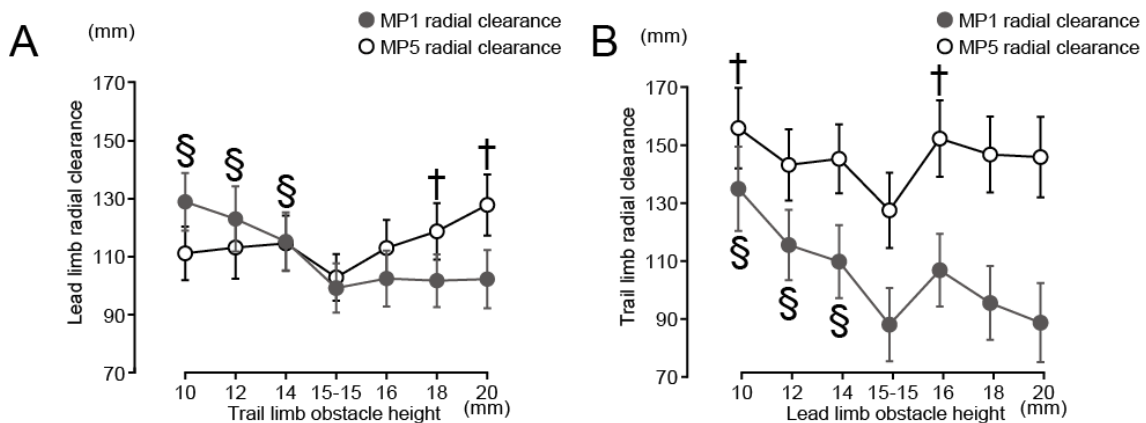 A
(mm)
MP1 radial clearance
MP5 radial clearance
Lead limb radial clearance
170
150
130
110
90
70
§ § § † †
10 12 14 15-15 16 18 20
Trail limb obstacle height (mm)
B
(mm)
MP1 radial clearance
MP5 radial clearance
Trail limb radial clearance
170
150
130
110
90
70
† †
§ § §
10 12 14 15-15 16 18 20
Lead limb obstacle height (mm)